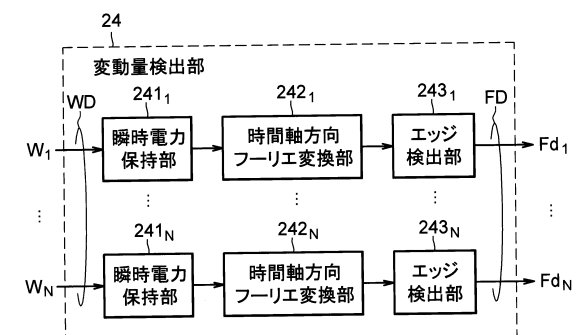 24
変動量検出部
WD
241₁
242₁
243₁
FD
W₁
瞬時電力
保持部
時間軸方向
フーリエ変換部
エッジ
検出部
Fd₁
241N
242N
243N
WN
瞬時電力
保持部
時間軸方向
フーリエ変換部
エッジ
検出部
FdN